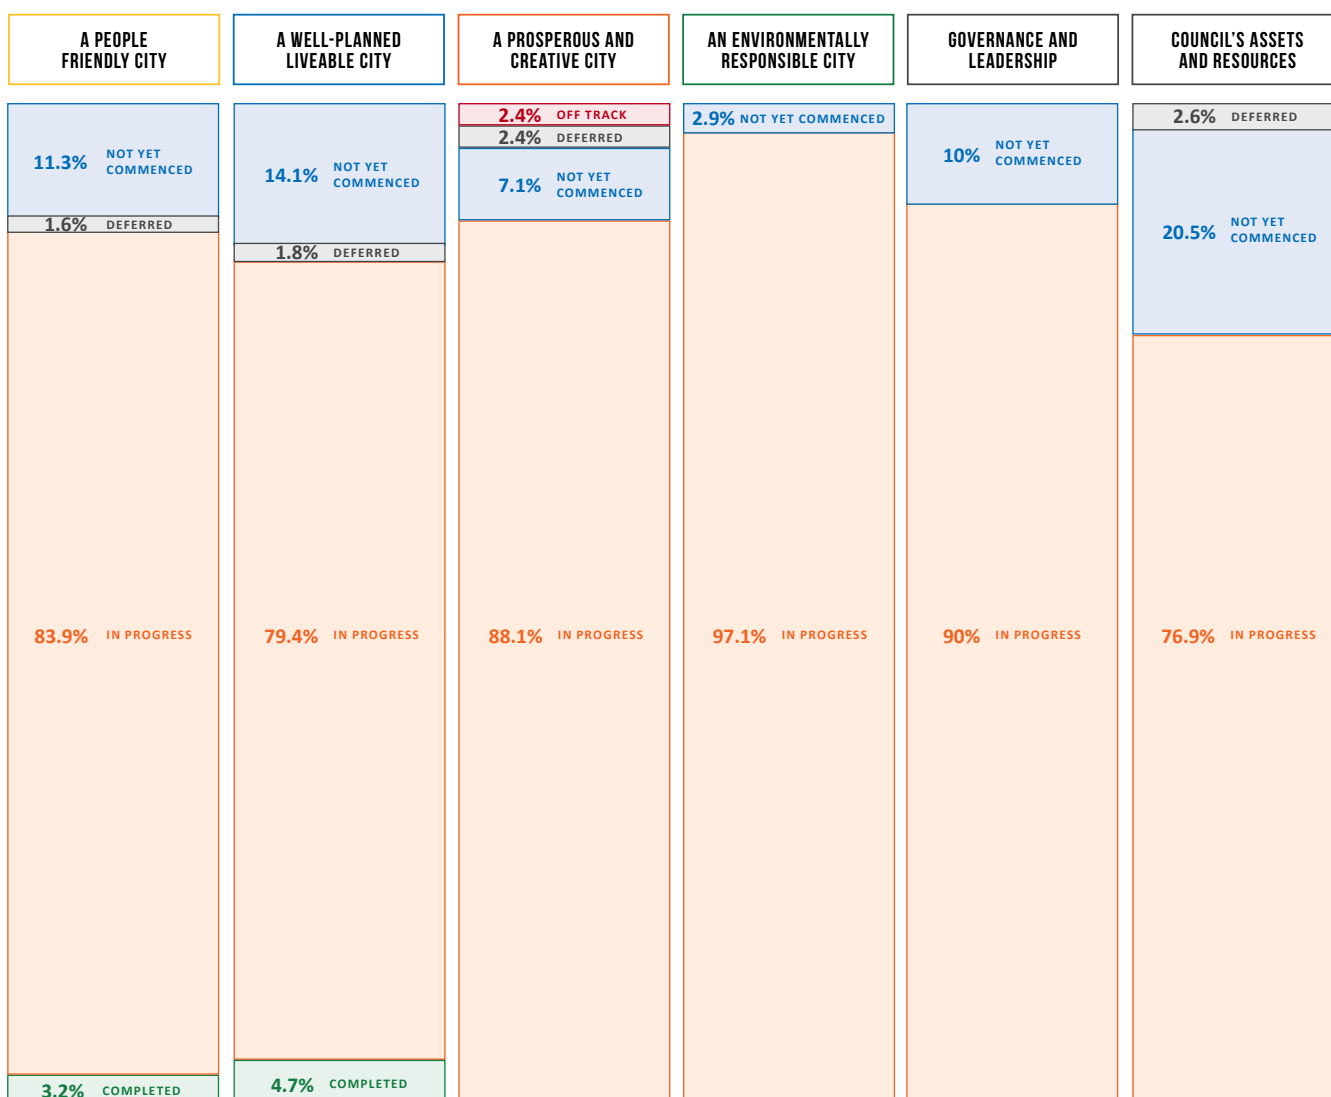 A PEOPLE
FRIENDLY CITY
11.3% NOT YET
COMMENCED
1.6% DEFERRED
83.9% IN PROGRESS
3.2% COMPLETED
A WELL-PLANNED
LIVEABLE CITY
14.1% NOT YET
COMMENCED
1.8% DEFERRED
79.4% IN PROGRESS
4.7% COMPLETED
A PROSPEROUS AND
CREATIVE CITY
2.4% OFF TRACK
2.4% DEFERRED
7.1% NOT YET
COMMENCED
88.1% IN PROGRESS
AN ENVIRONMENTALLY
RESPONSIBLE CITY
2.9% NOT YET COMMENCED
97.1% IN PROGRESS
GOVERNANCE AND
LEADERSHIP
10% NOT YET
COMMENCED
90% IN PROGRESS
COUNCIL'S ASSETS
AND RESOURCES
2.6% DEFERRED
20.5% NOT YET
COMMENCED
76.9% IN PROGRESS